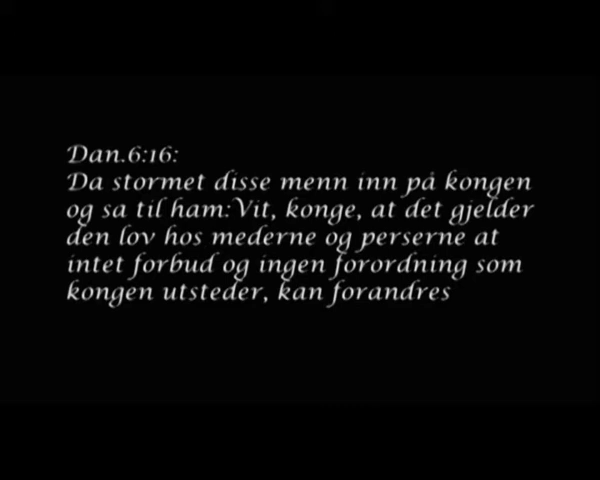 Dan.6:16:
Da stormet disse menn inn på kongen
og sa til ham:Vit, konge, at det gjelder
den lov hos mederne og perserne at
intet forbud og ingen forordning som
kongen utsteder, kan forandres